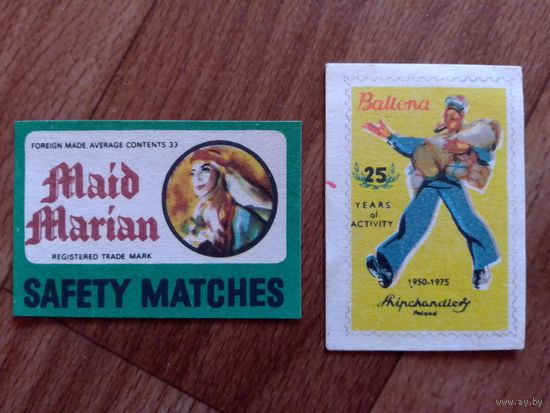 FOREIGN MADE. AVERAGE CONTENTS 33
Maid
Marian
REGISTERED TRADE MARK
SAFETY MATCHES
Baltona
25
YEARS
of
ACTIVITY
1950-1975
Shipchandlers
Poland
www.ay.by